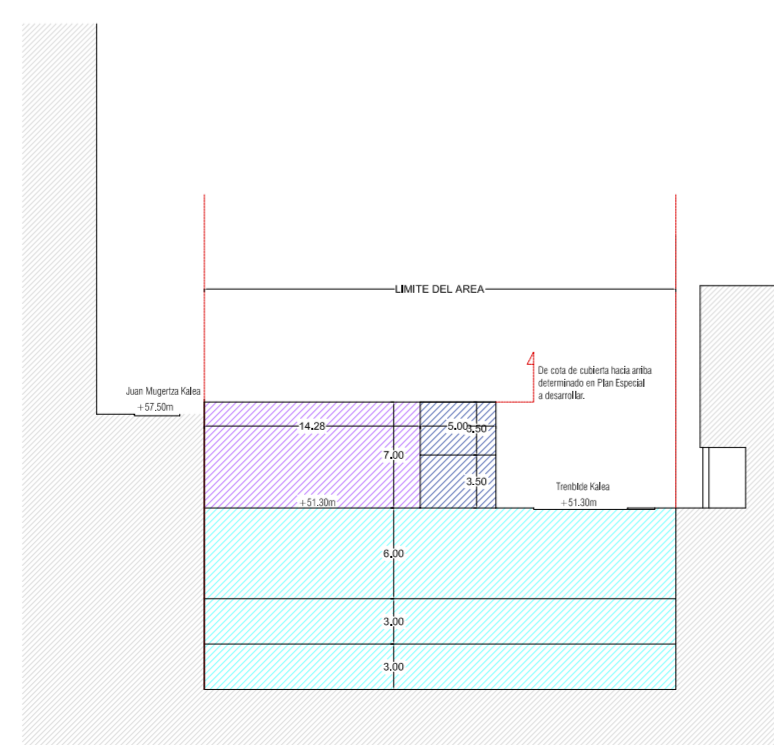 LIMITE DEL AREA
De cota de cubierta hacia arriba
determinado en Plan Especial
a desarrollar.
Juan Mugertza Kalea
+57.50m
14.28
5.00
3.50
7.00
3.50
+51.30m
Trenbide Kalea
+51.30m
6.00
3.00
3.00